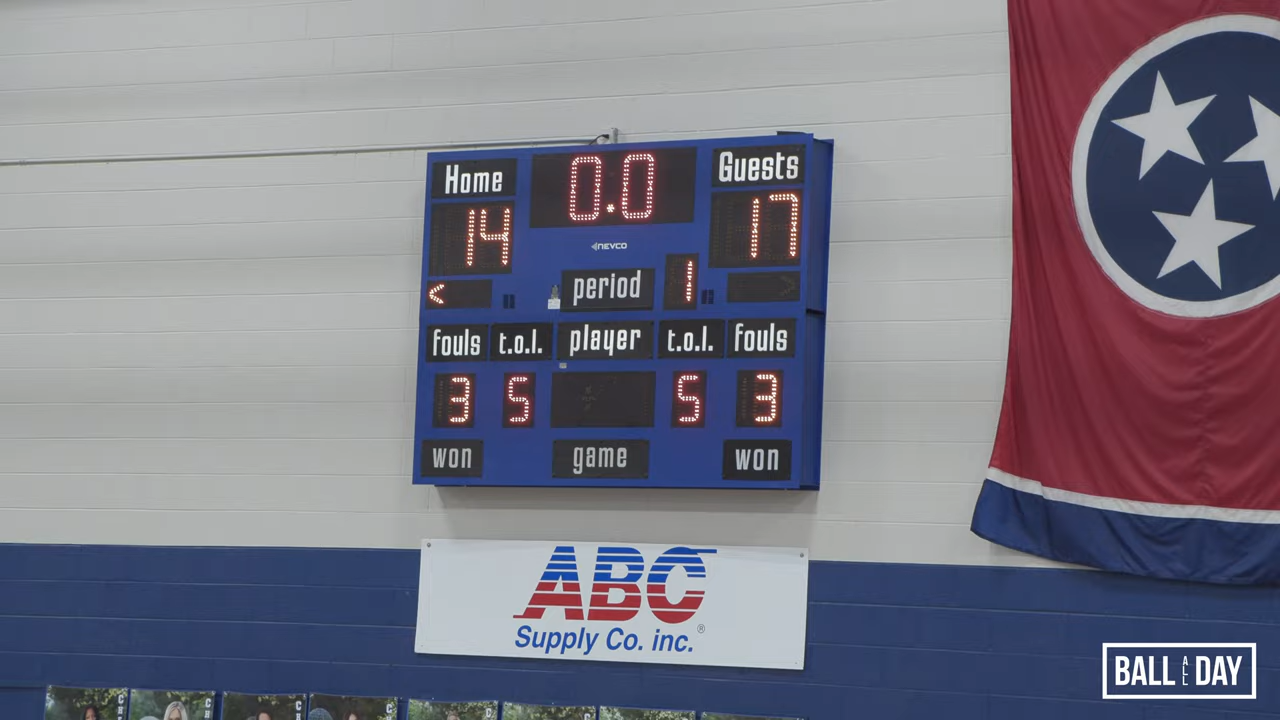 Home
0.0
Guests
14
17
NEVCO
<
period
1
>
fouls
t.o.l.
player
t.o.l.
fouls
3
5
5
3
won
game
won
ABC
Supply Co. inc.®
BALL ALL DAY